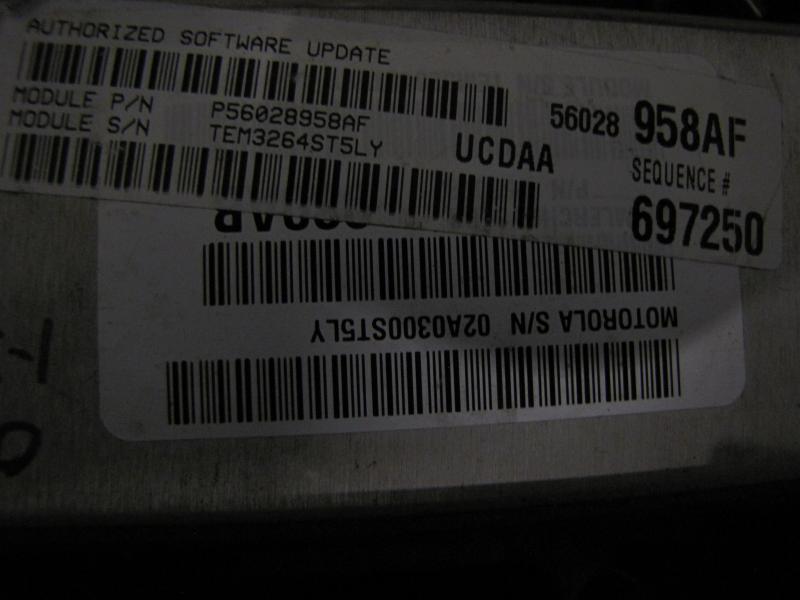 AUTHORIZED SOFTWARE UPDATE
MODULE P/N P56028958AF
MODULE S/N TEM3264ST5LY
UCDAA
56028 958AF
SEQUENCE #
697250
MOTOROLA S/N 02A0300ST5LY